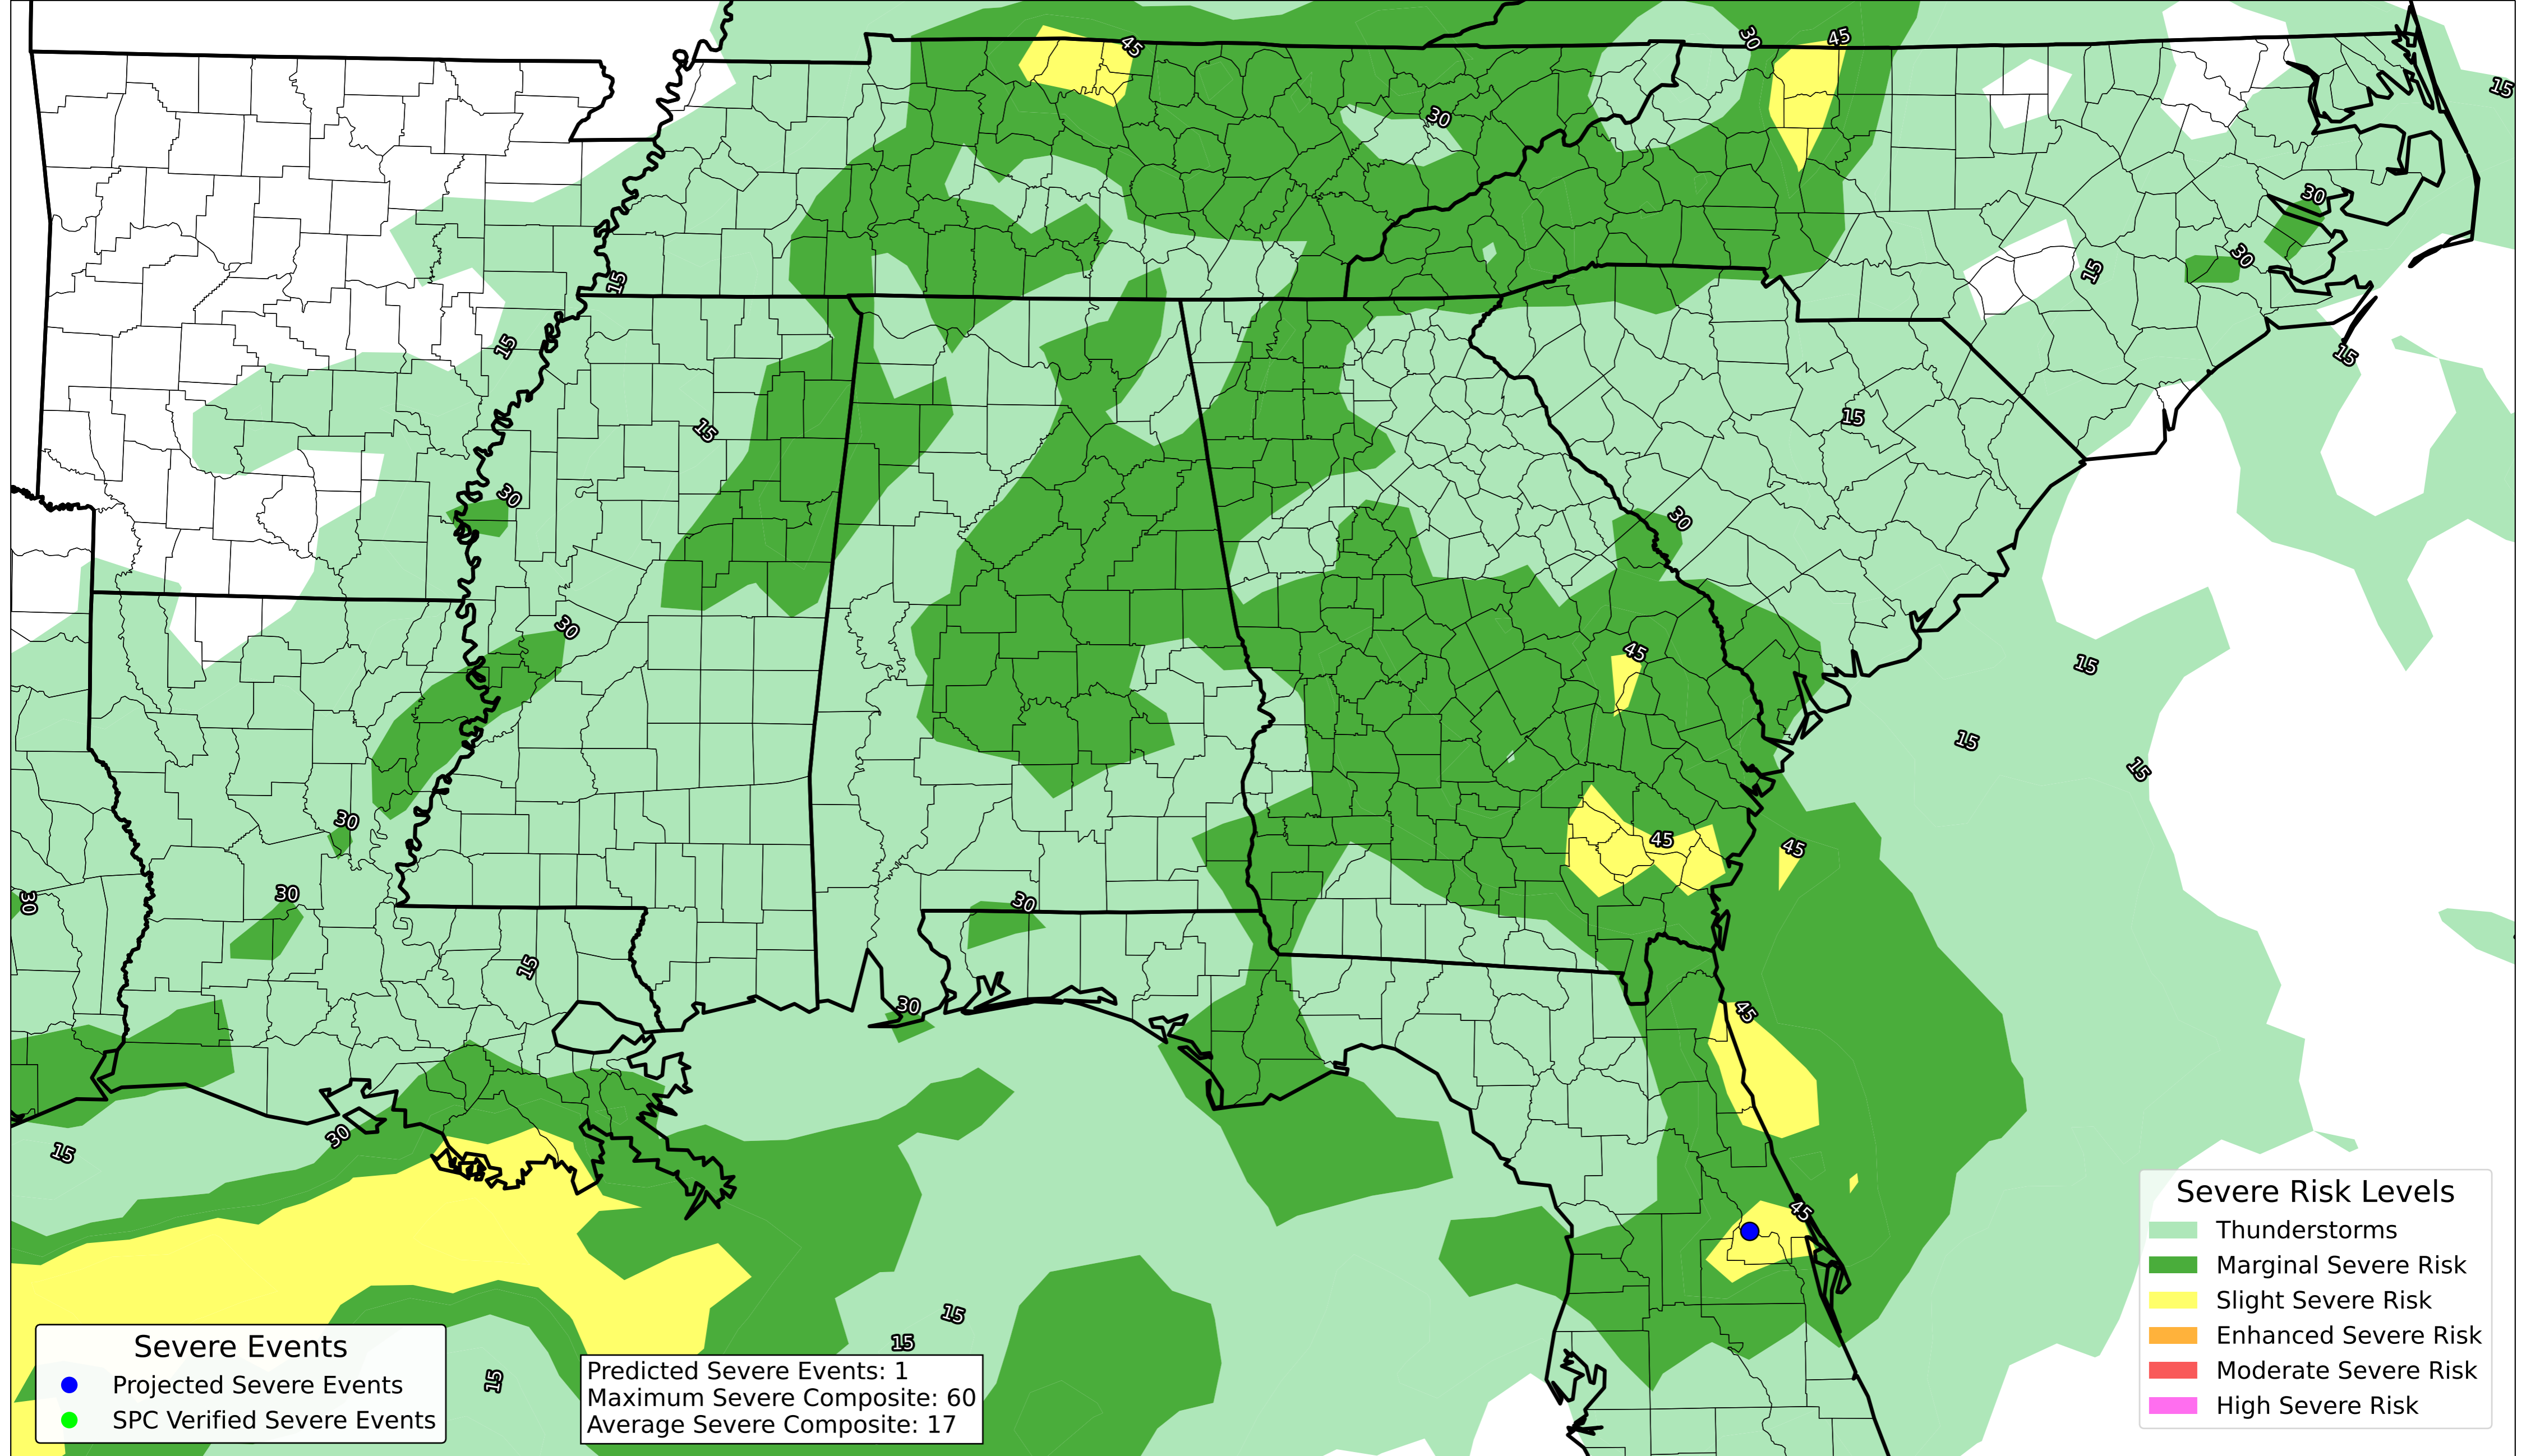 45
30
45
15
30
30
30
15
15
15
15
15
15
30
30
30
45
15
15
15
30
45
45
30
30
30
15
30
45
15
30
45
15
15
15
Severe Events
Projected Severe Events
SPC Verified Severe Events
Predicted Severe Events: 1
Maximum Severe Composite: 60
Average Severe Composite: 17
Severe Risk Levels
Thunderstorms
Marginal Severe Risk
Slight Severe Risk
Enhanced Severe Risk
Moderate Severe Risk
High Severe Risk